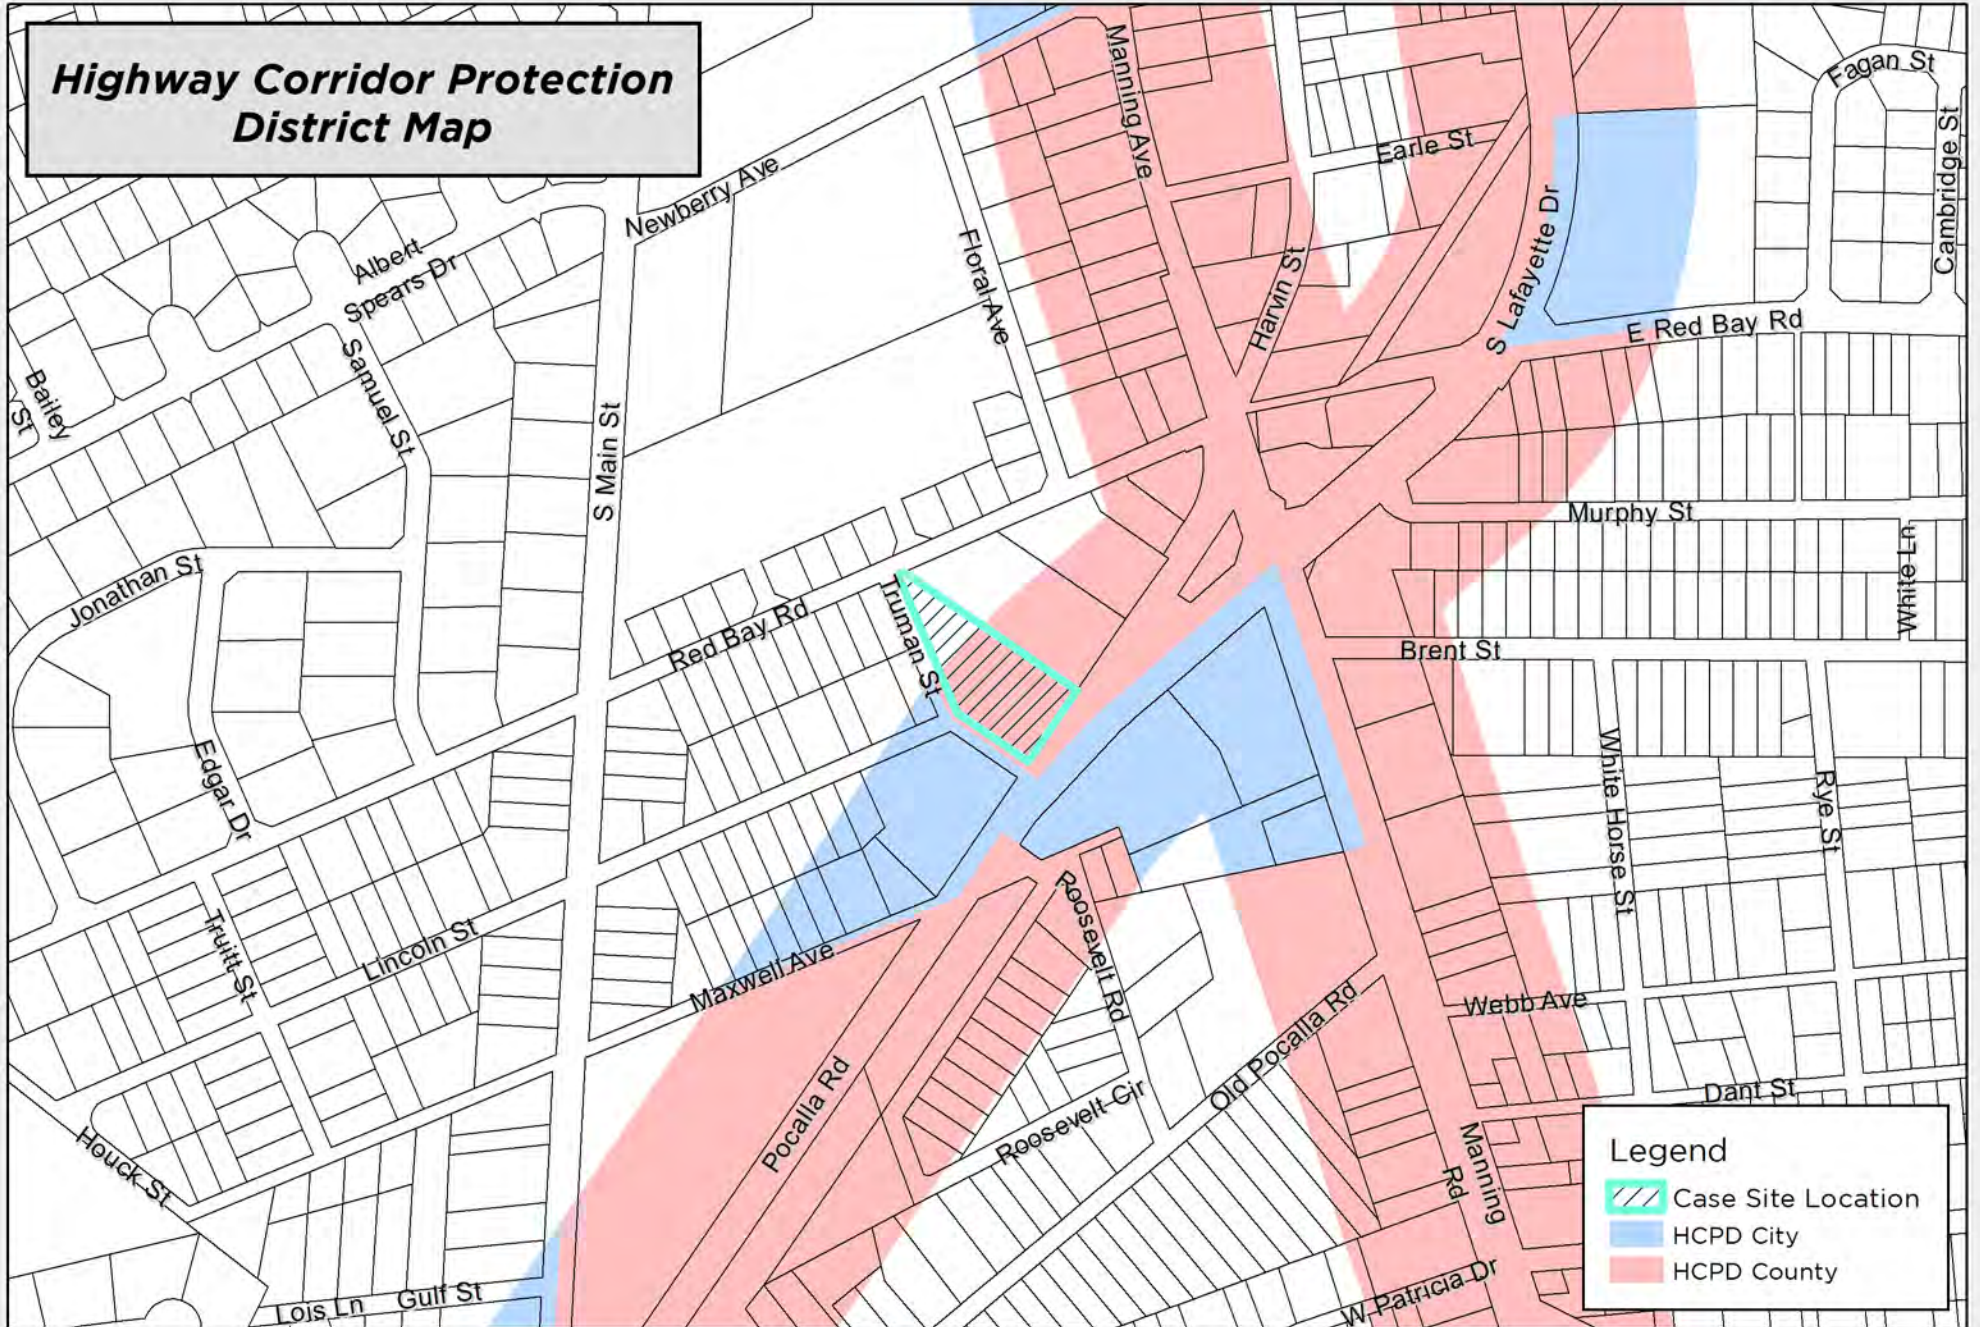 Highway Corridor Protection
District Map
Manning Ave
Fagan St
Cambridge St
Earle St
Newberry Ave
S Lafayette Dr
Floral Ave
Harvin St
Albert
Spears Dr
E Red Bay Rd
Samuel St
Bailey
St
S Main St
Murphy St
White Ln
Jonathan St
Truman St
Red Bay Rd
Brent St
Edgar Dr
White Horse St
Rye St
Truitt St
Lincoln St
Roosevelt Rd
Maxwell Ave
Webb Ave
Old Pocalla Rd
Dant St
Pocalla Rd
Roosevelt Cir
Houck St
Manning
Rd
W Patricia Dr
Lois Ln
Gulf St
Legend
Case Site Location
HCPD City
HCPD County